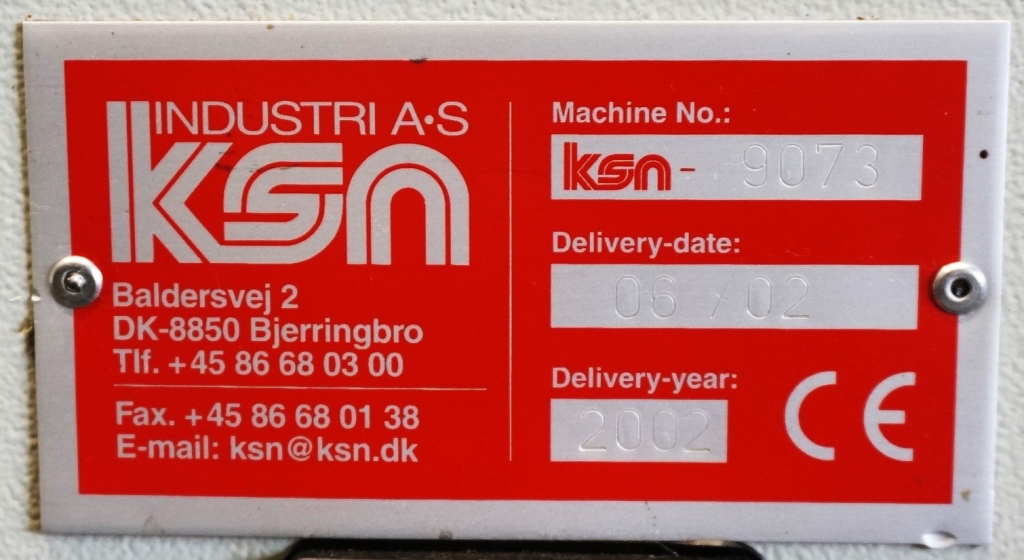 INDUSTRI A•S
ksn
Baldersvej 2
DK-8850 Bjerringbro
Tlf. +45 86 68 03 00
Fax. +45 86 68 01 38
E-mail: ksn@ksn.dk
Machine No.:
ksn- 9073
Delivery-date:
06 / 02
Delivery-year:
2002
CE